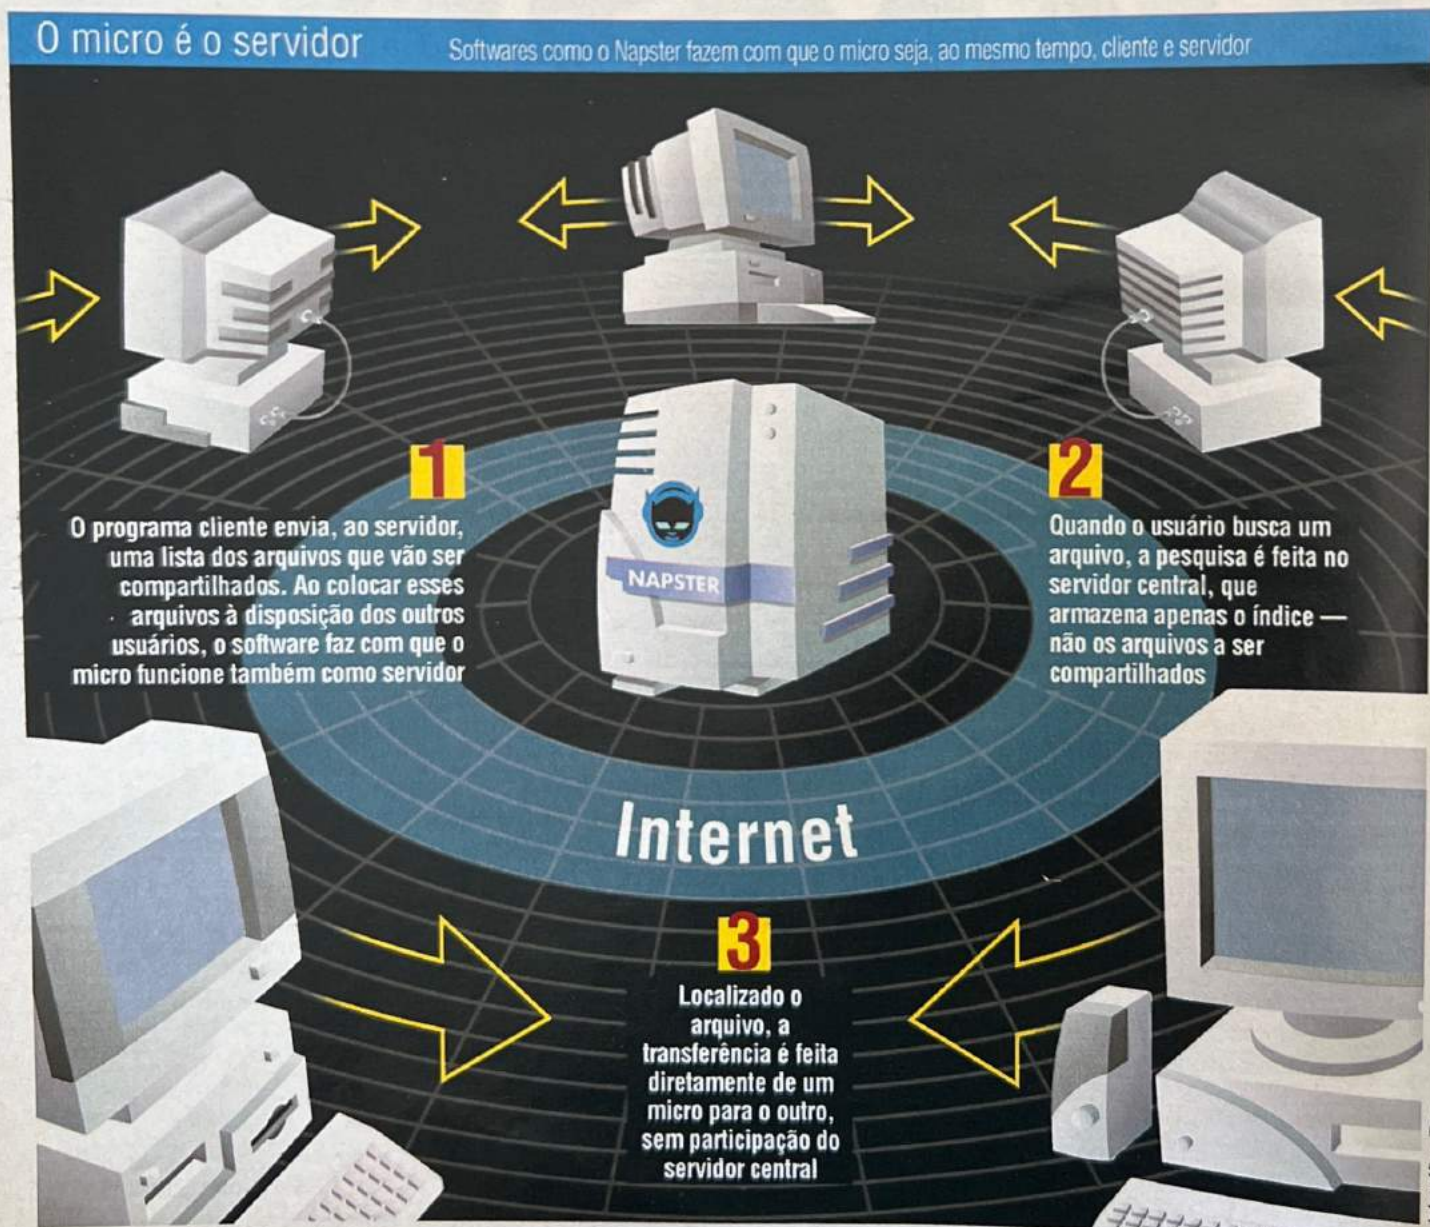 O micro é o servidor
Softwares como o Napster fazem com que o micro seja, ao mesmo tempo, cliente e servidor
1
O programa cliente envia, ao servidor,
uma lista dos arquivos que vão ser
compartilhados. Ao colocar esses
arquivos à disposição dos outros
usuários, o software faz com que o
micro funcione também como servidor
NAPSTER
2
Quando o usuário busca um
arquivo, a pesquisa é feita no
servidor central, que
armazena apenas o índice —
não os arquivos a ser
compartilhados
Internet
3
Localizado o
arquivo, a
transferência é feita
diretamente de um
micro para o outro,
sem participação do
servidor central